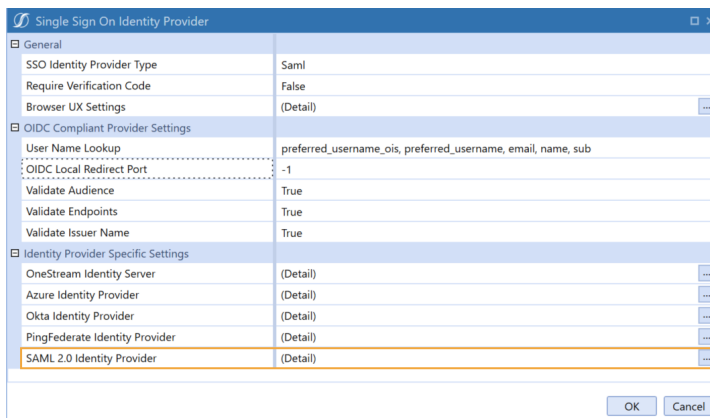 Single Sign On Identity Provider
General
SSO Identity Provider Type Saml
Require Verification Code False
Browser UX Settings (Detail) ...
OIDC Compliant Provider Settings
User Name Lookup preferred_username_ois, preferred_username, email, name, sub
OIDC Local Redirect Port -1
Validate Audience True
Validate Endpoints True
Validate Issuer Name True
Identity Provider Specific Settings
OneStream Identity Server (Detail) ...
Azure Identity Provider (Detail) ...
Okta Identity Provider (Detail) ...
PingFederate Identity Provider (Detail) ...
SAML 2.0 Identity Provider (Detail) ...
OK Cancel